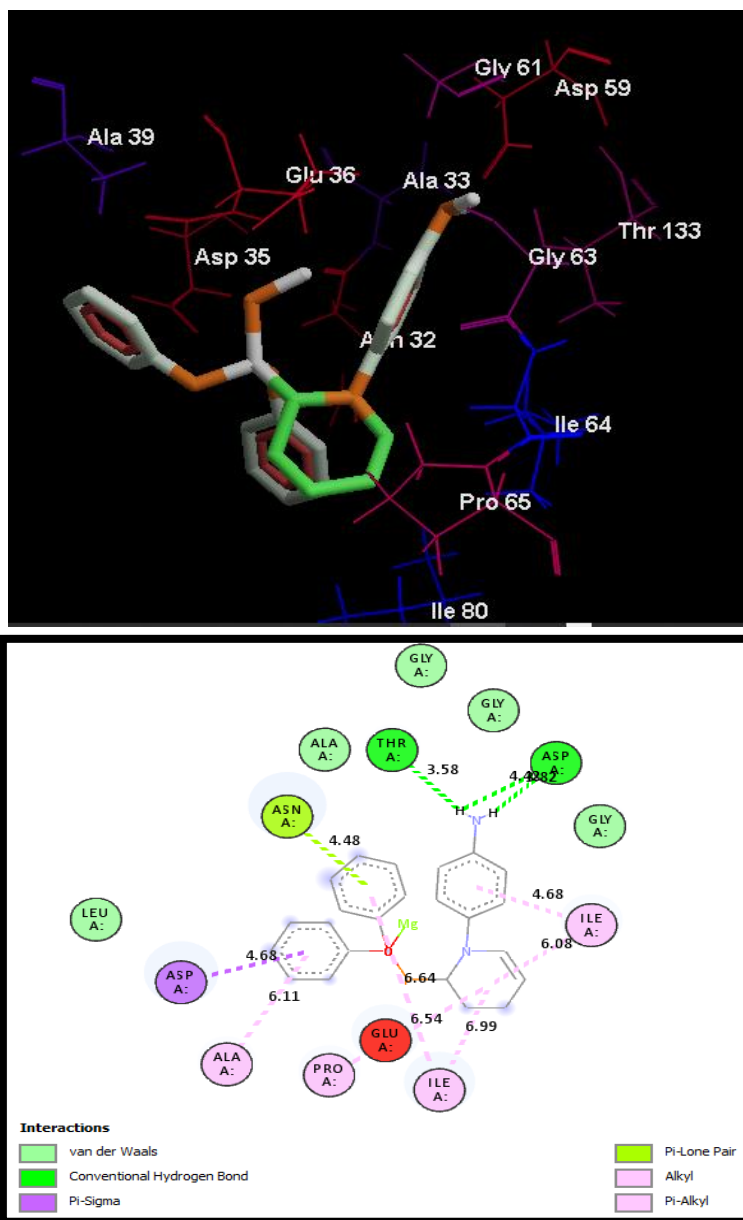 Gly 61
Asp 59
Ala 39
Glu 36
Ala 33
Thr 133
Asp 35
Gly 63
32
Ile 64
Pro 65
Ile 80
GLY
A:
GLY
A:
ALA
A:
THR
A:
ASP
A:
3.58
4.42
ASN
A:
H
N
H
GLY
A:
4.48
LEU
A:
4.68
ILE
A:
Mg
6.08
4.68
O
N
ASP
A:
6.64
6.11
6.54
6.99
GLU
A:
ALA
A:
PRO
A:
ILE
A:
Interactions
van der Waals
Conventional Hydrogen Bond
Pi-Sigma
Pi-Lone Pair
Alkyl
Pi-Alkyl